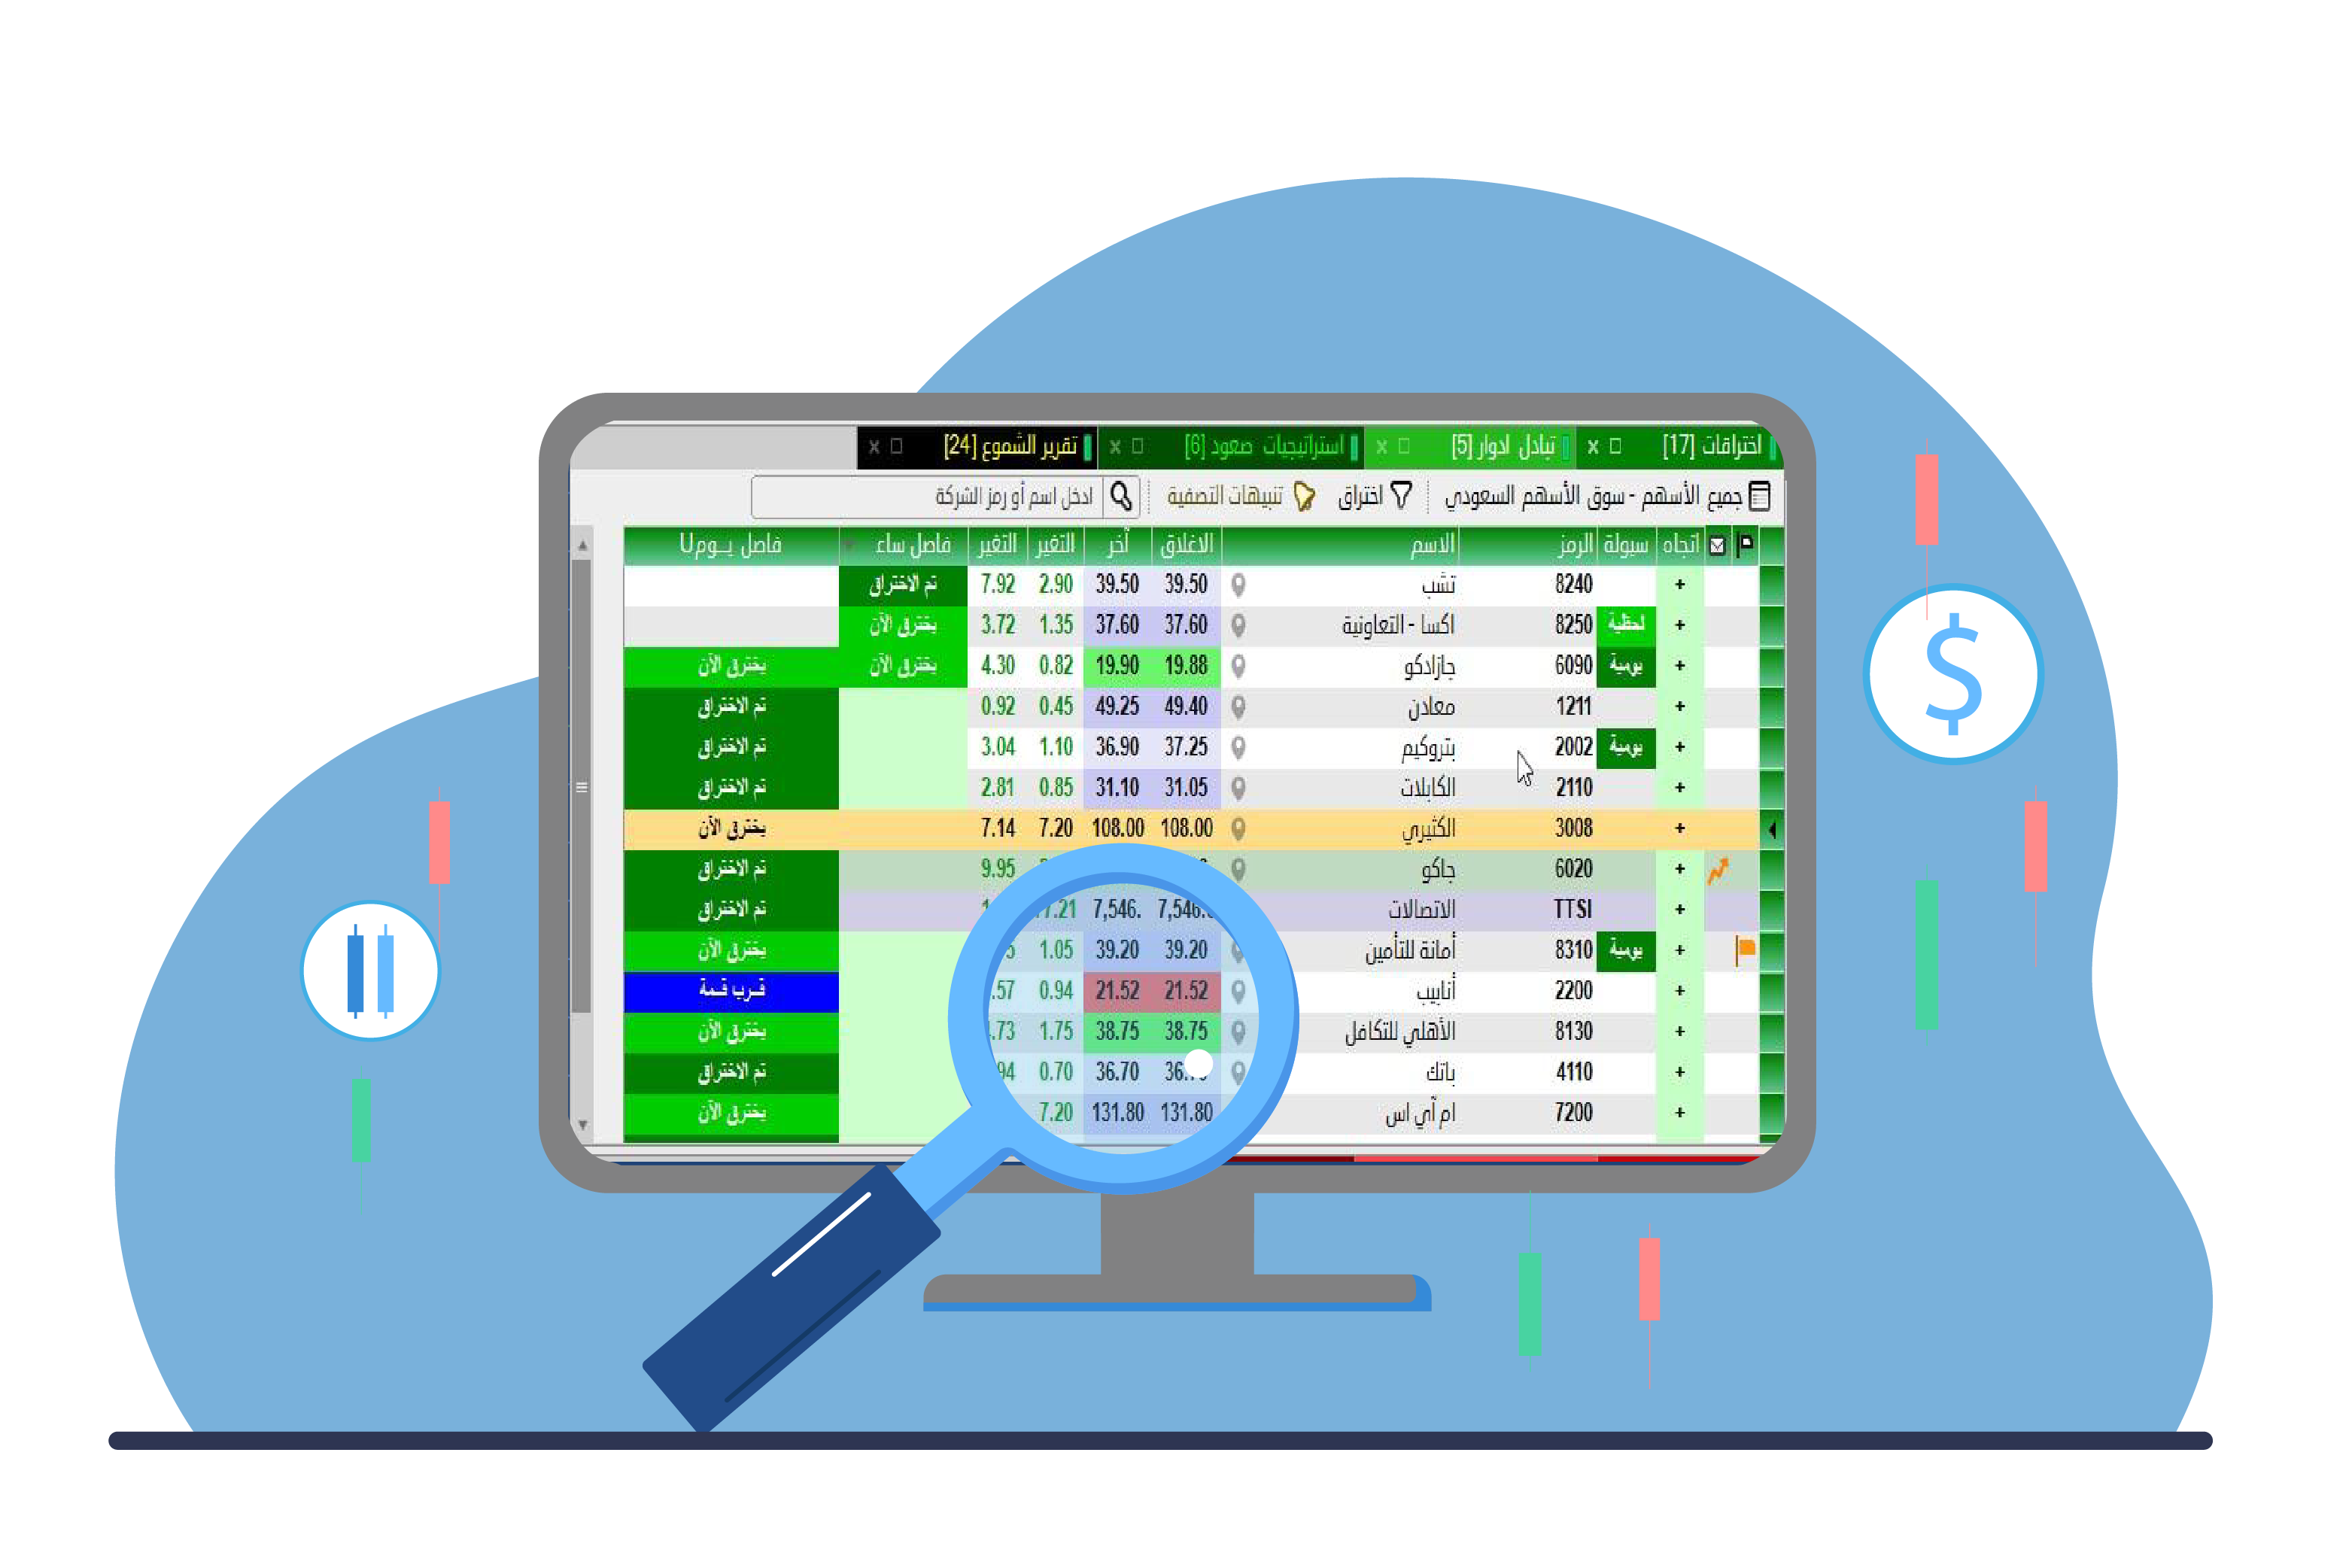 اختراقات [17] تبادل ادوار [5] استراتيجيات صعود [6] تقرير الشموع [24]
جميع الأسهم - سوق الأسهم السعودي اختراق تنبيهات التصفية ادخل اسم أو رمز الشركة
اتجاه سيولة الرمز الاسم الاغلاق آخر التغير التغير فاصل ساء فاصل يــومU
+ 8240 تشب 39.50 39.50 2.90 7.92 تم الاختراق
+ لحظية 8250 اكسا - التعاونية 37.60 37.60 1.35 3.72 يخترق الآن
+ يومية 6090 جازادكو 19.88 19.90 0.82 4.30 يخترق الآن يخترق الآن
+ 1211 معادن 49.40 49.25 0.45 0.92 تم الاختراق
+ يومية 2002 بتروكيم 37.25 36.90 1.10 3.04 تم الاختراق
+ 2110 الكابلات 31.05 31.10 0.85 2.81 تم الاختراق
+ 3008 الكثيري 108.00 108.00 7.20 7.14 يخترق الآن
+ 6020 جاكو 9.95 تم الاختراق
+ TTSI الاتصالات 7,546. تم الاختراق
+ يومية 8310 أمانة للتأمين 39.20 39.20 1.05 يخترق الآن
+ 2200 أنابيب 21.52 21.52 0.94 .57 قـرب قـمة
+ 8130 الأهلي للتكافل 38.75 38.75 1.75 .73 يخترق الآن
+ 4110 باتك 36.70 0.70 94 تم الاختراق
+ 7200 ام آي اس 131.80 131.80 7.20 يخترق الآن
$